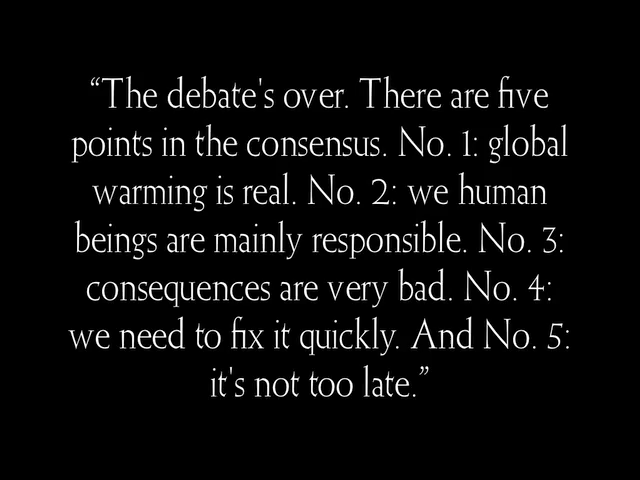 “The debate's over. There are five
points in the consensus. No. 1: global
warming is real. No. 2: we human
beings are mainly responsible. No. 3:
consequences are very bad. No. 4:
we need to fix it quickly. And No. 5:
it's not too late.”